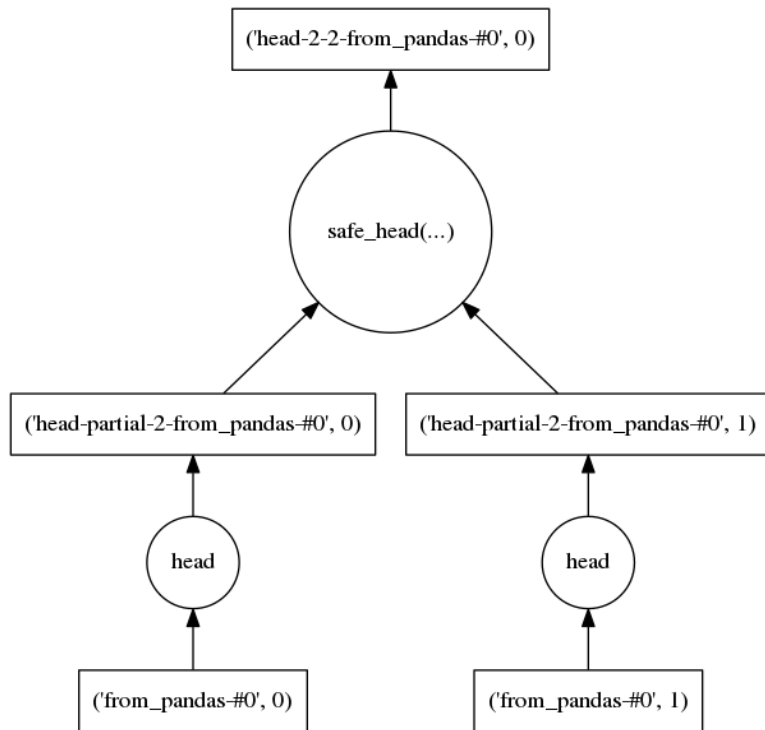 ('head-2-2-from_pandas-#0', 0)
safe_head(...)
('head-partial-2-from_pandas-#0', 0)
('head-partial-2-from_pandas-#0', 1)
head
head
('from_pandas-#0', 0)
('from_pandas-#0', 1)